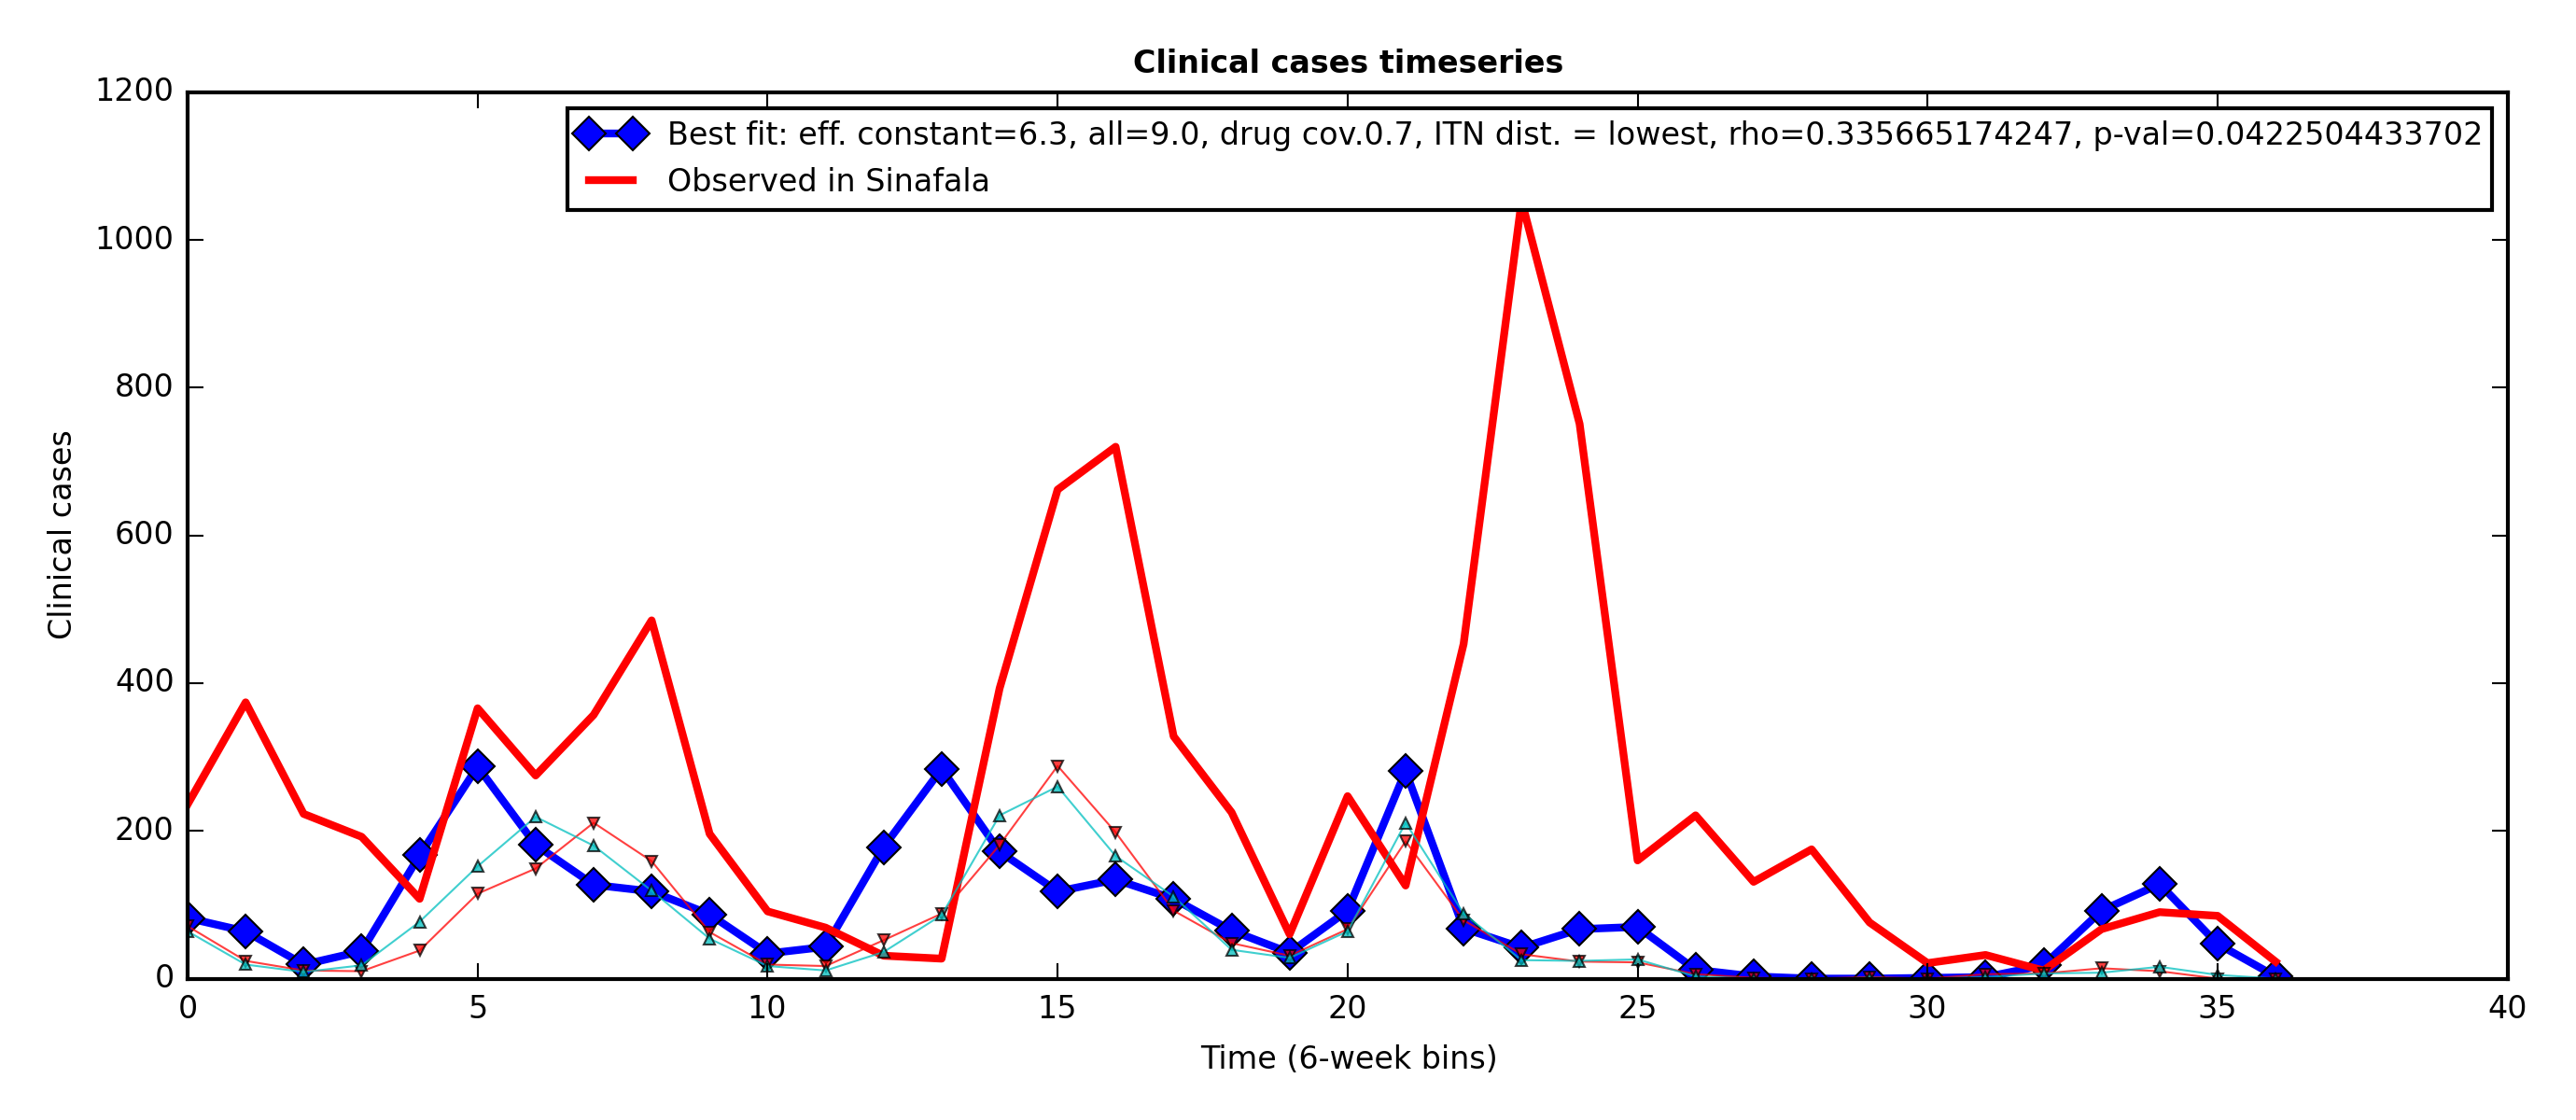 Clinical cases timeseries
1200
1000
800
600
400
200
0
Clinical cases
Best fit: eff. constant=6.3, all=9.0, drug cov.0.7, ITN dist. = lowest, rho=0.335665174247, p-val=0.0422504433702
Observed in Sinafala
0 5 10 15 20 25 30 35 40
Time (6-week bins)